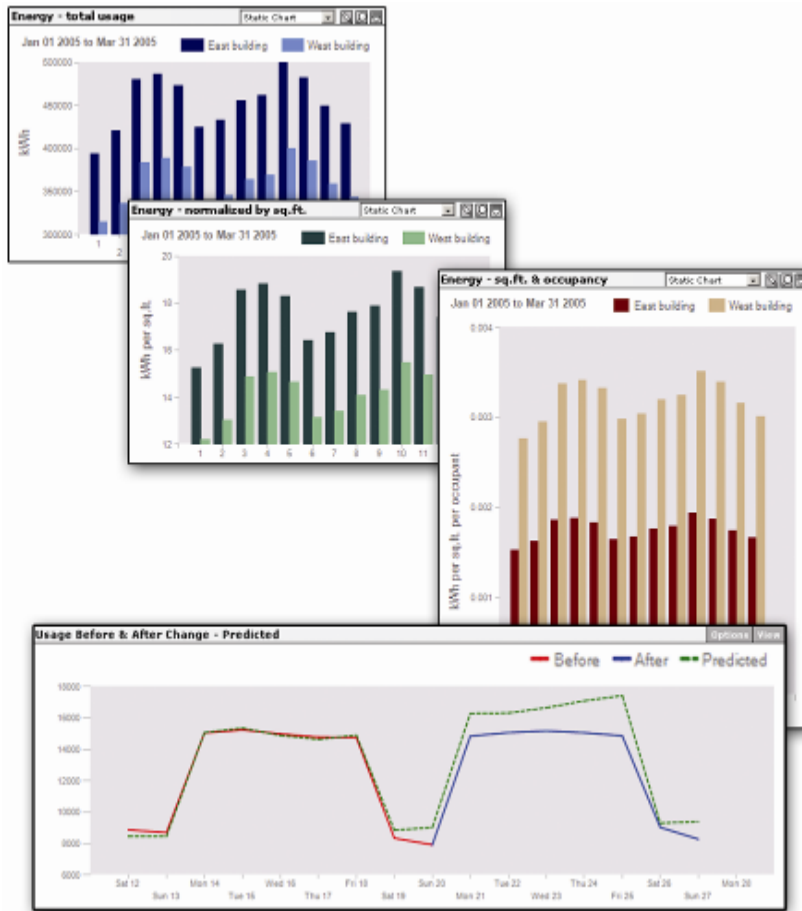 Energy - total usage Static Chart
Jan 01 2005 to Mar 31 2005 East building West building
500000
450000
400000
350000
300000
kWh
1
2
Energy - normalized by sq.ft. Static Chart
Jan 01 2005 to Mar 31 2005 East building West building
20
18
16
14
12
kWh per sq.ft.
1 2 3 4 5 6 7 8 9 10 11
Energy - sq.ft. & occupancy Static Chart
Jan 01 2005 to Mar 31 2005 East building West building
0.004
0.003
0.002
0.001
kWh per sq.ft. per occupant
Usage Before & After Change - Predicted Options View
Before After Predicted
18000
16000
14000
12000
10000
8000
6000
Sat 12 Mon 14 Wed 16 Fri 18 Sun 20 Tue 22 Thu 24 Sat 26 Mon 28
Sun 13 Tue 15 Thu 17 Sat 19 Mon 21 Wed 23 Fri 25 Sun 27